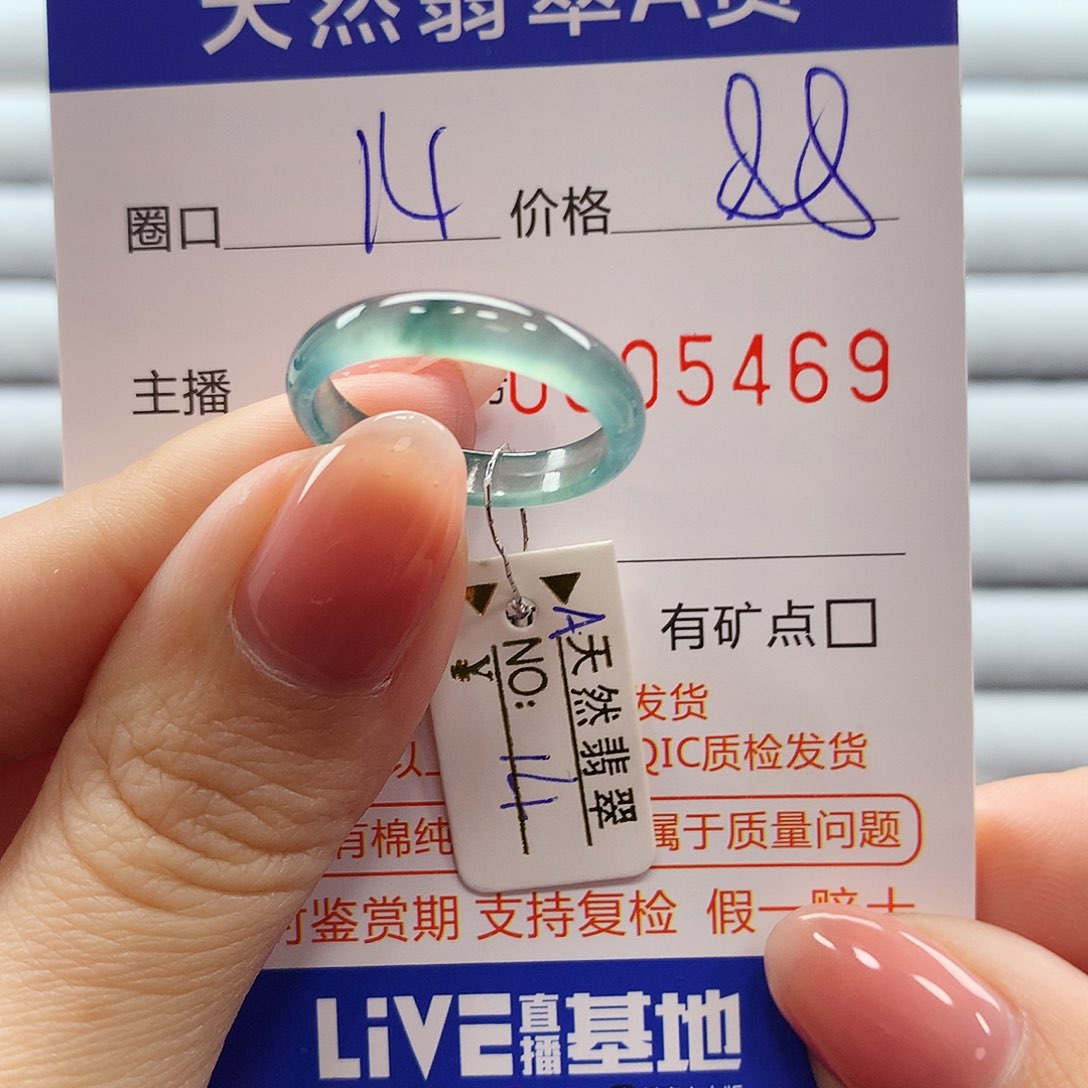 天然翡翠A货
圈口 14 价格 88
主播 05469
有矿点□
发货
QIC质检发货
有棉纯 属于质量问题
鉴赏期 支持复检 假一赔十
A天然翡翠
NO: 14
LiVE直播基地